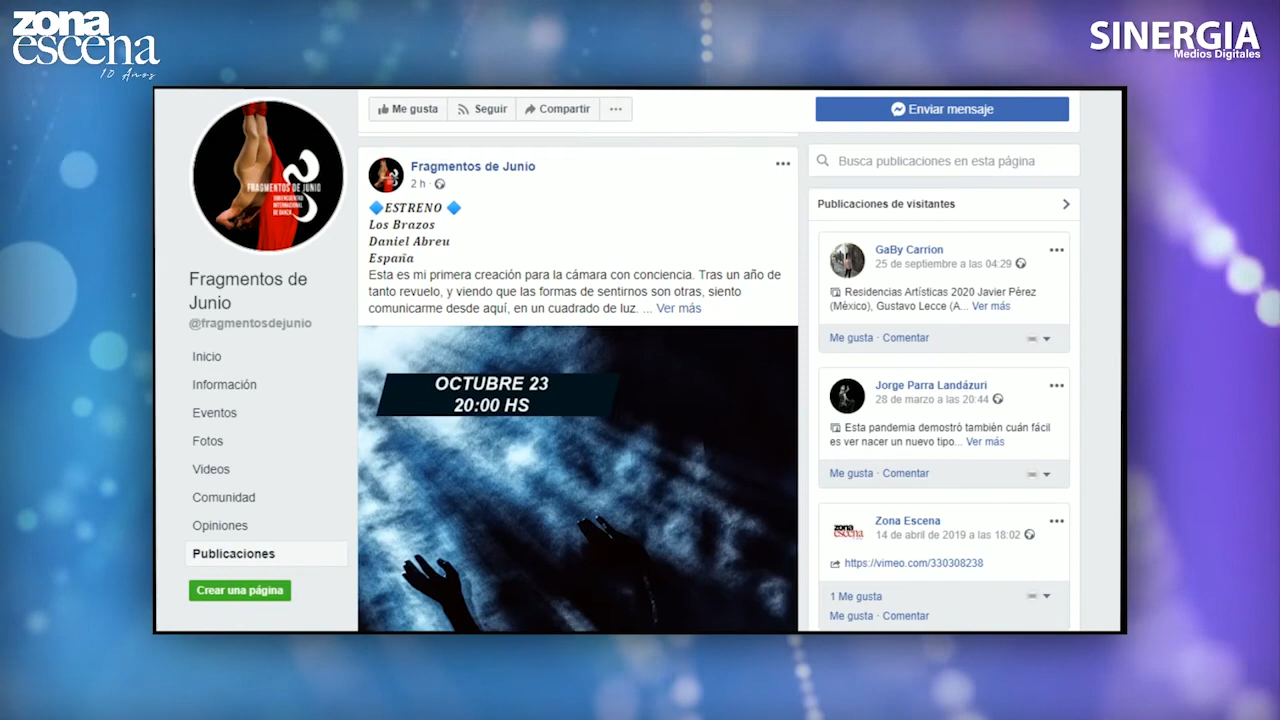 zona
escena
10 Años
SINERGIA
Medios Digitales
FRAGMENTOS DE JUNIO
XXIII ENCUENTRO
INTERNACIONAL
DE DANZA
Fragmentos de
Junio
@fragmentosdejunio
Inicio
Información
Eventos
Fotos
Videos
Comunidad
Opiniones
Publicaciones
Crear una página
Me gusta Seguir Compartir ...
Fragmentos de Junio
2 h ·
🔷ESTRENO 🔷
Los Brazos
Daniel Abreu
España
Esta es mi primera creación para la cámara con conciencia. Tras un año de
tanto revuelo, y viendo que las formas de sentirnos son otras, siento
comunicarme desde aquí, en un cuadrado de luz. ... Ver más
OCTUBRE 23
20:00 HS
Enviar mensaje
Busca publicaciones en esta página
Publicaciones de visitantes
GaBy Carrion
25 de septiembre a las 04:29
Residencias Artísticas 2020 Javier Pérez
(México), Gustavo Lecce (A... Ver más
Me gusta · Comentar
Jorge Parra Landázuri
28 de marzo a las 20:44
Esta pandemia demostró también cuán fácil
es ver nacer un nuevo tipo... Ver más
Me gusta · Comentar
zona
escena
Zona Escena
14 de abril de 2019 a las 18:02
https://vimeo.com/330308238
1 Me gusta
Me gusta · Comentar